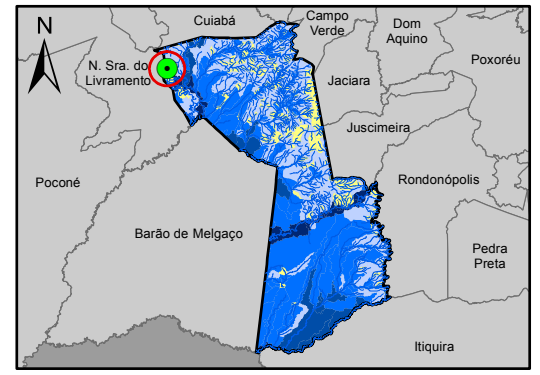 N
Cuiabá
Campo
Verde
Dom
Aquino
Poxoréu
N. Sra. do
Livramento
Jaciara
Juscimeira
Poconé
Rondonópolis
Barão de Melgaço
Pedra
Preta
Itiquira